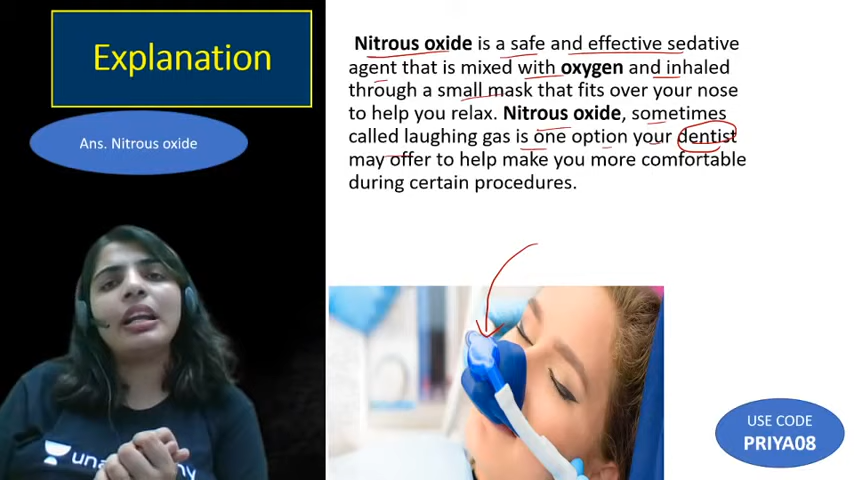 Explanation
Ans. Nitrous oxide
Nitrous oxide is a safe and effective sedative
agent that is mixed with oxygen and inhaled
through a small mask that fits over your nose
to help you relax. Nitrous oxide, sometimes
called laughing gas is one option your dentist
may offer to help make you more comfortable
during certain procedures.
USE CODE
PRIYA08